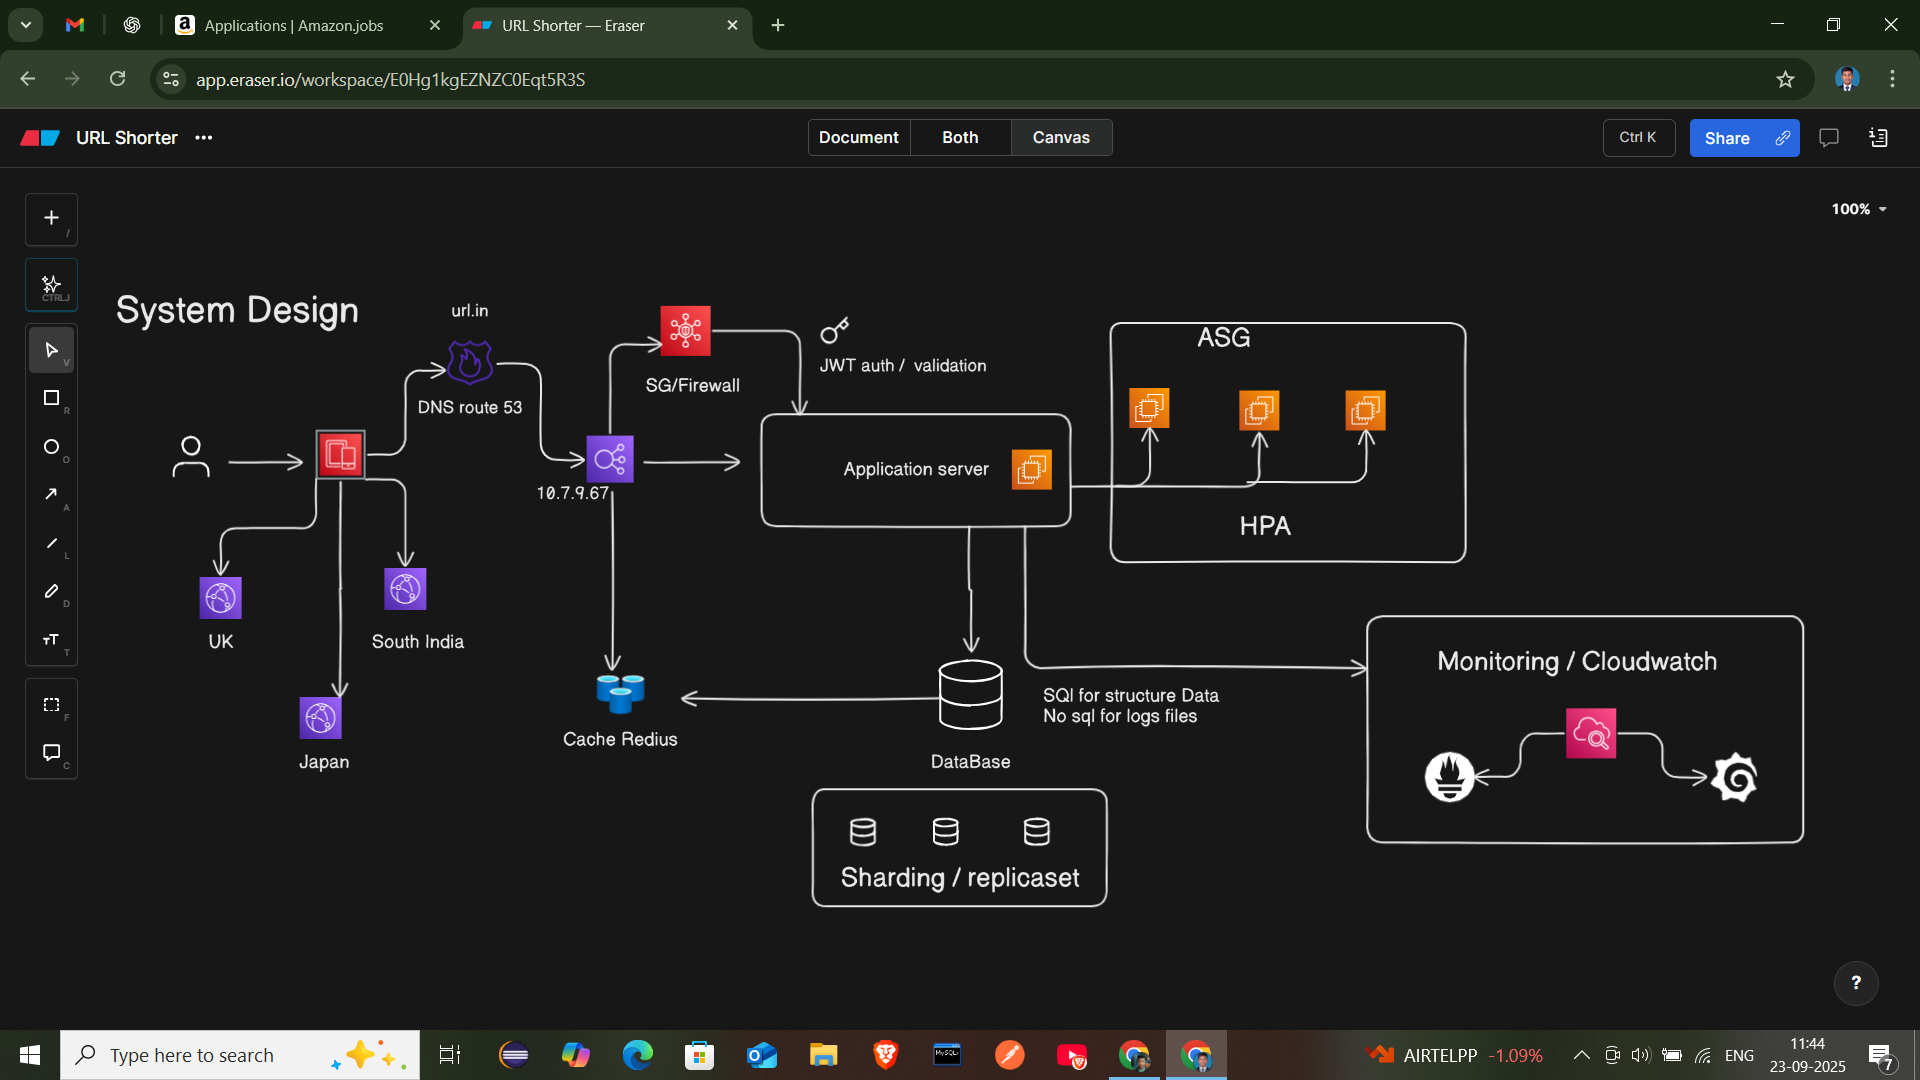 Applications | Amazon.jobs
URL Shorter — Eraser
app.eraser.io/workspace/E0Hg1kgEZNZC0Eqt5R3S
URL Shorter
Document
Both
Canvas
Ctrl K
Share
100%
/
CTRL J
V
R
O
A
L
D
T
F
C
System Design
url.in
DNS route 53
SG/Firewall
JWT auth / validation
ASG
HPA
Application server
10.7.9.67
UK
South India
Japan
Cache Redius
DataBase
SQl for structure Data
No sql for logs files
Sharding / replicaset
Monitoring / Cloudwatch
?
Type here to search
MySQL
AIRTELPP -1.09%
ENG
11:44
23-09-2025
7